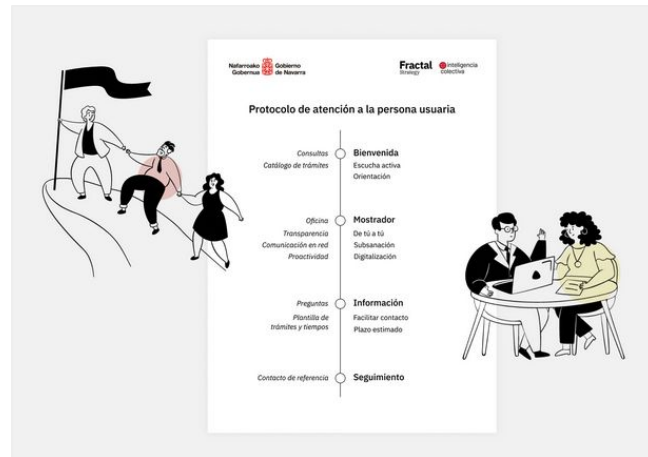 Nafarroako Gobernua
Gobierno de Navarra
Fractal
Strategy
inteligencia
colectiva
Protocolo de atención a la persona usuaria
Consultas
Catálogo de trámites
Bienvenida
Escucha activa
Orientación
Oficina
Transparencia
Comunicación en red
Proactividad
Mostrador
De tú a tú
Subsanación
Digitalización
Preguntas
Plantilla de
trámites y tiempos
Información
Facilitar contacto
Plazo estimado
Contacto de referencia
Seguimiento